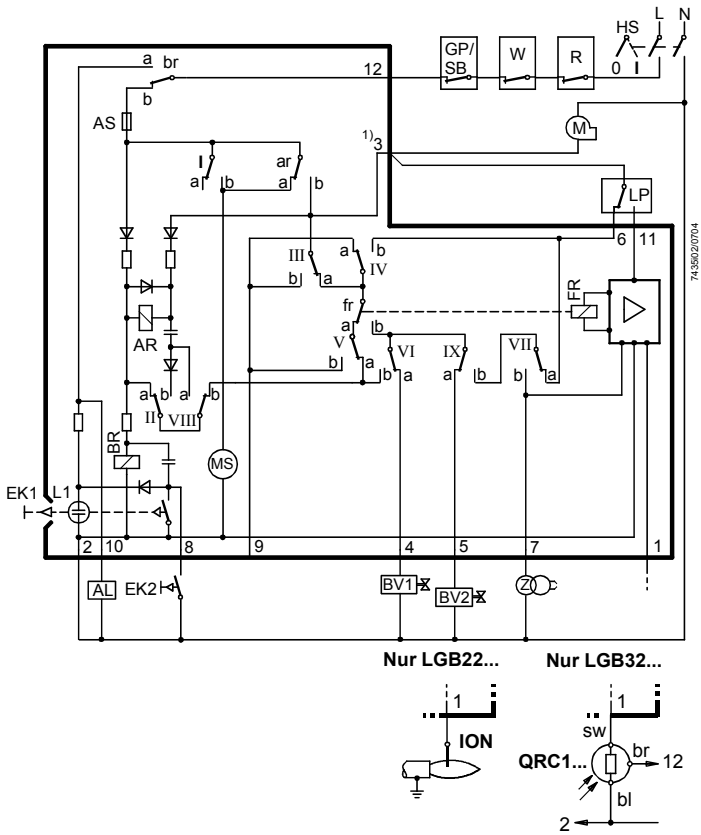 HS L N
0 I
GP/
SB
W
R
a br
b
12
AS
M
1) 3
I
a b
ar
a b
LP
6 11
743502/0704
III
b a
a b
IV
fr
a b
FR
AR
V
b a
VI
b a
IX
a b
VII
b a
a b a b
II VIII
BR
MS
EK1 L1
2 10 8 9 4 5 7 1
AL
EK2
BV1
BV2
Z
Nur LGB22... Nur LGB32...
1
ION
1
sw
QRC1...
br
12
bl
2